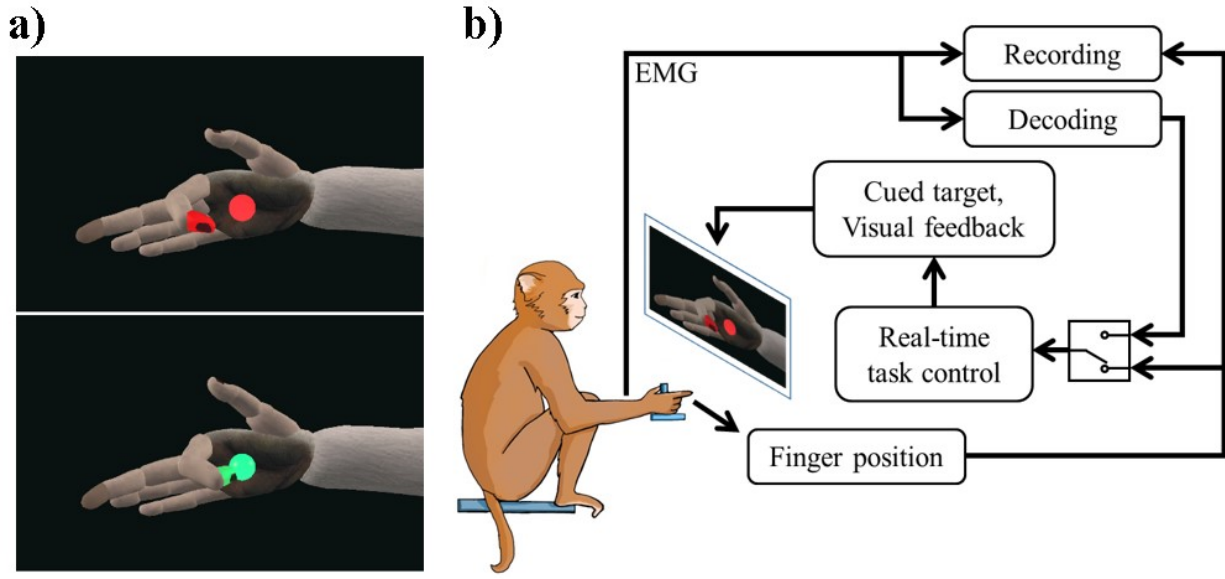 a)
b)
EMG
Recording
Decoding
Cued target,
Visual feedback
Real-time
task control
Finger position